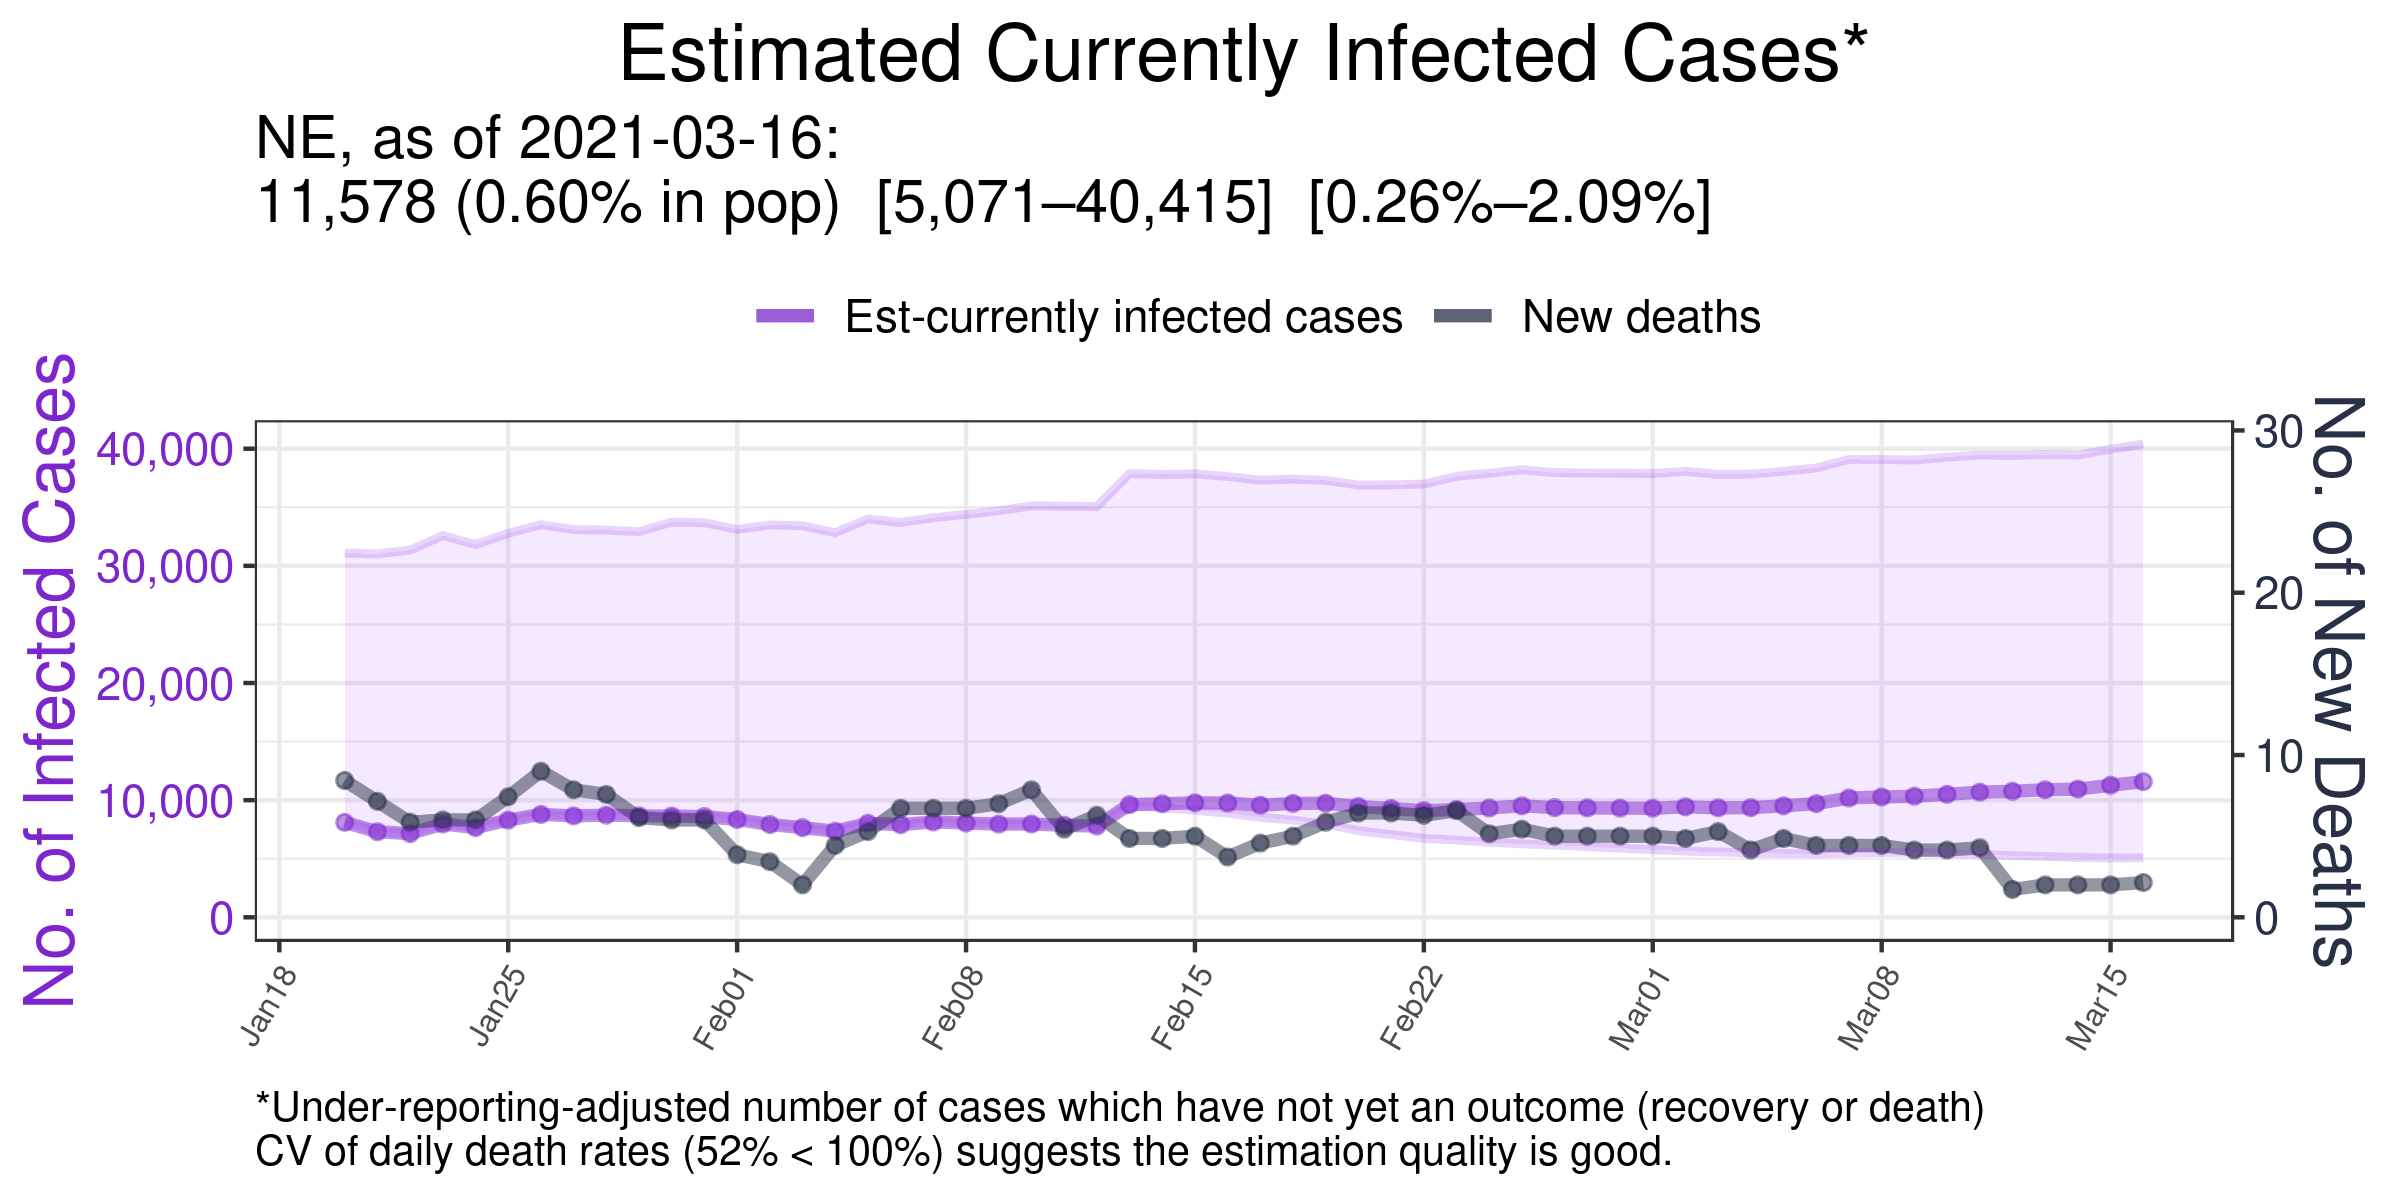 Estimated Currently Infected Cases*
NE, as of 2021-03-16:
11,578 (0.60% in pop)  [5,071–40,415]  [0.26%–2.09%]
Est-currently infected cases
New deaths
No. of Infected Cases
40,000
30,000
20,000
10,000
0
30
20
10
0
No. of New Deaths
Jan18
Jan25
Feb01
Feb08
Feb15
Feb22
Mar01
Mar08
Mar15
*Under-reporting-adjusted number of cases which have not yet an outcome (recovery or death)
CV of daily death rates (52% < 100%) suggests the estimation quality is good.